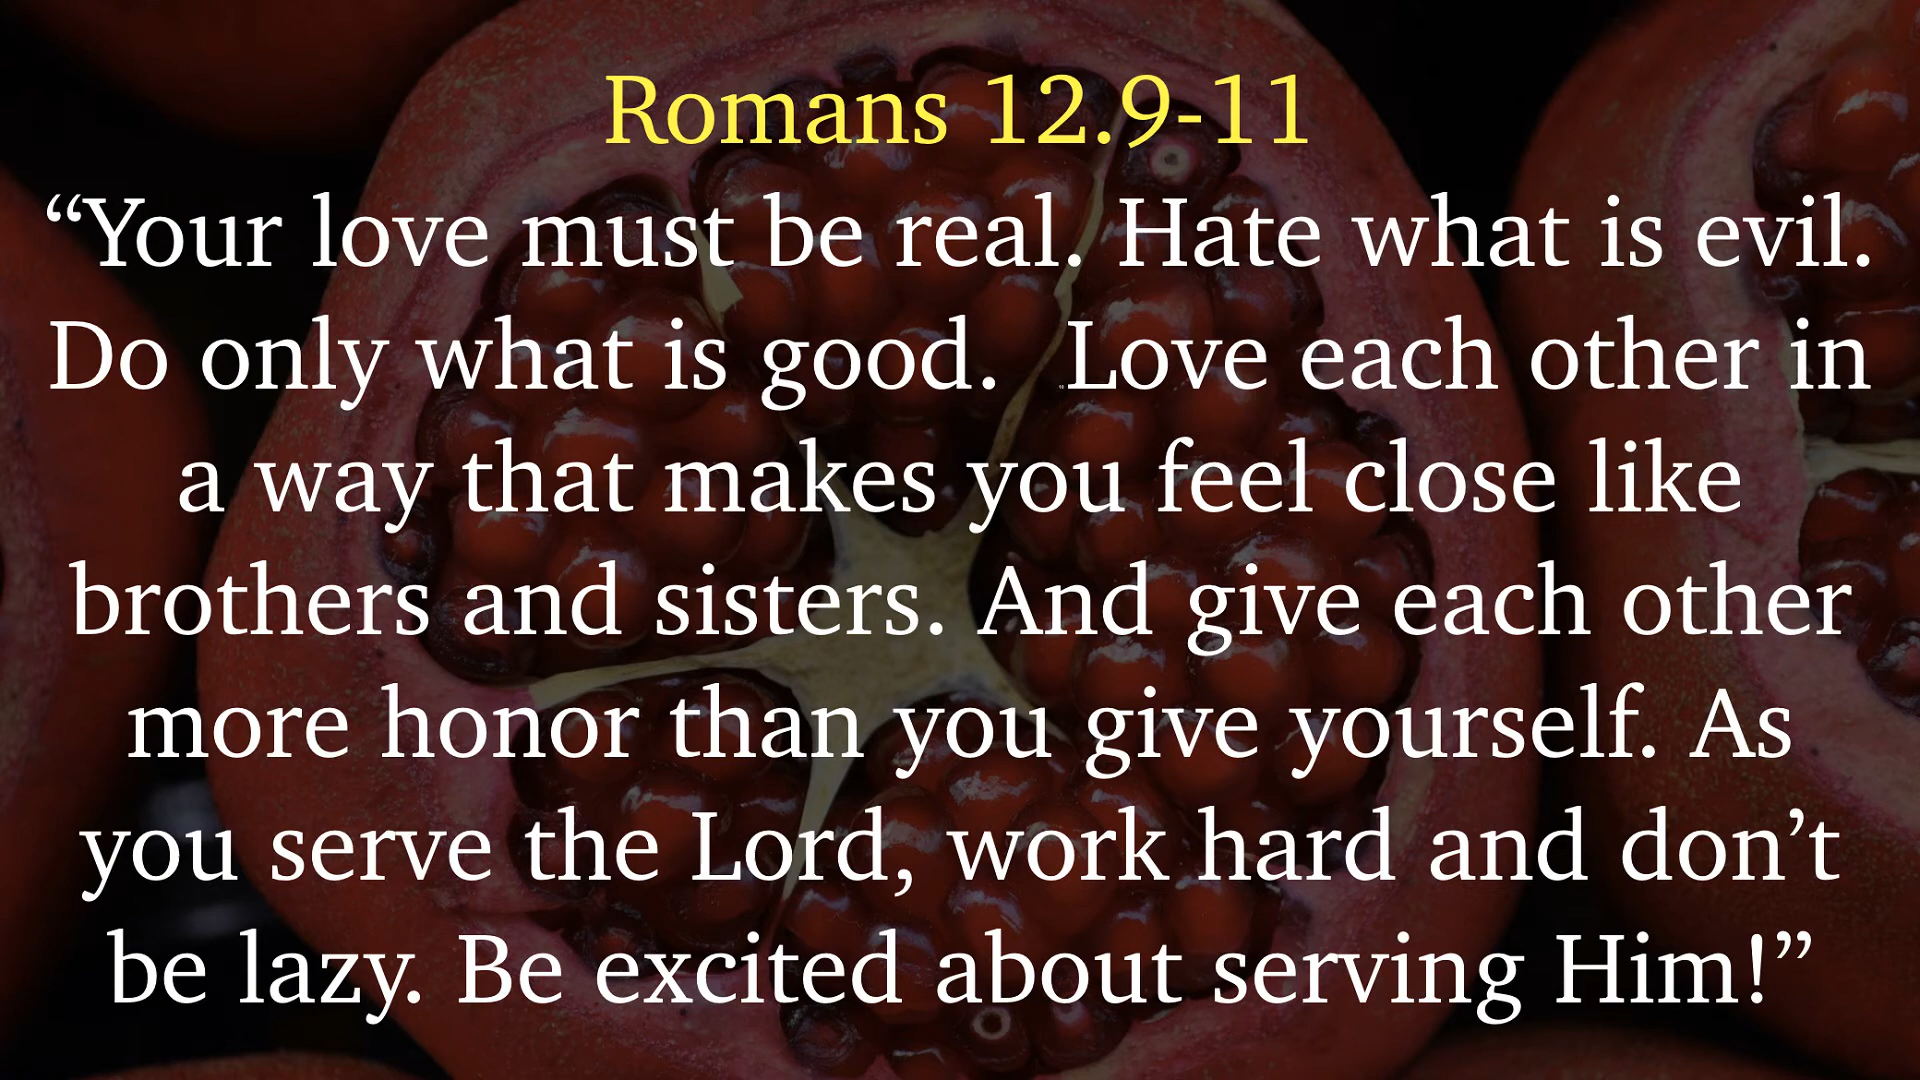 Romans 12.9-11
“Your love must be real. Hate what is evil.
Do only what is good.  Love each other in
a way that makes you feel close like
brothers and sisters. And give each other
more honor than you give yourself. As
you serve the Lord, work hard and don’t
be lazy. Be excited about serving Him!”